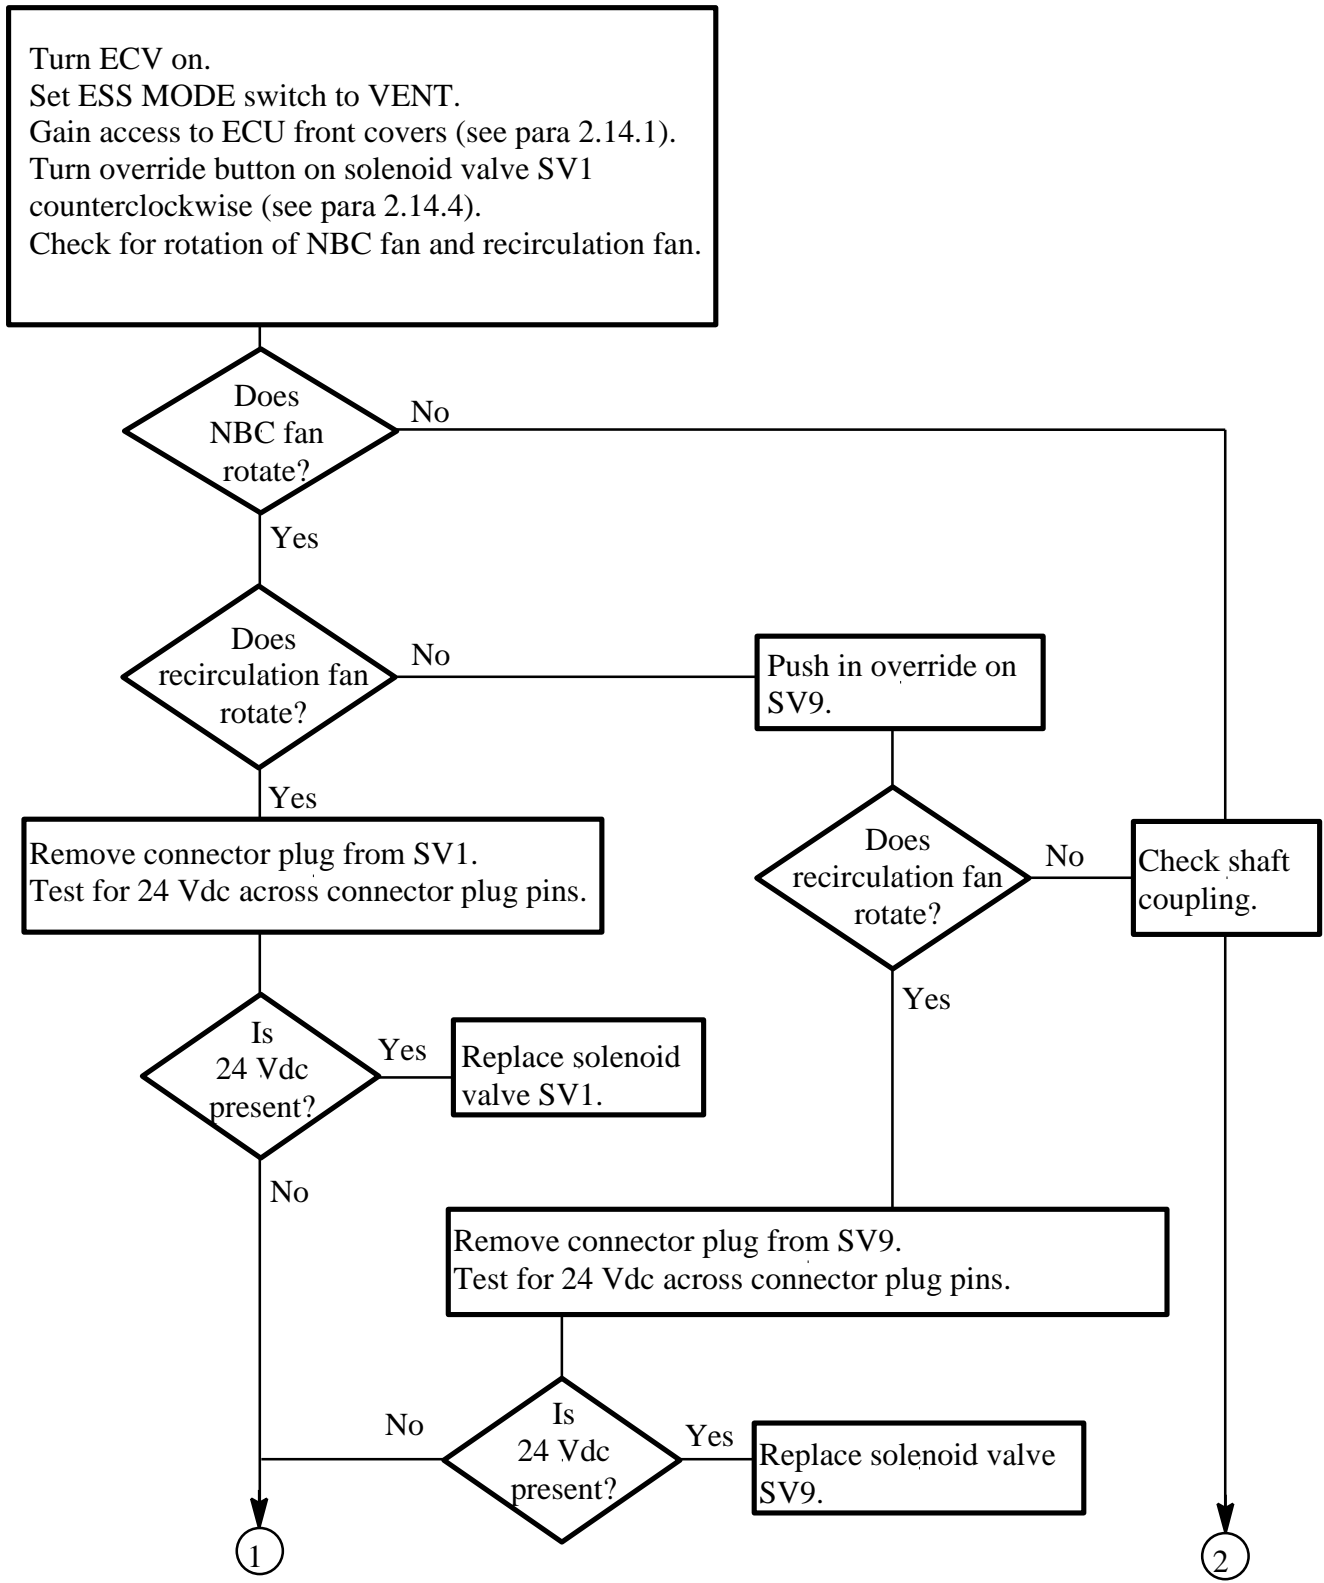 Turn ECV on.
Set ESS MODE switch to VENT.
Gain access to ECU front covers (see para 2.14.1).
Turn override button on solenoid valve SV1
counterclockwise (see para 2.14.4).
Check for rotation of NBC fan and recirculation fan.
Does
NBC fan
rotate?
No
Yes
Does
recirculation fan
rotate?
No
Push in override on
SV9.
Yes
Remove connector plug from SV1.
Test for 24 Vdc across connector plug pins.
Does
recirculation fan
rotate?
No
Check shaft
coupling.
Yes
Is
24 Vdc
present?
Yes
Replace solenoid
valve SV1.
No
Remove connector plug from SV9.
Test for 24 Vdc across connector plug pins.
Is
24 Vdc
present?
No
Yes
Replace solenoid valve
SV9.
1
2